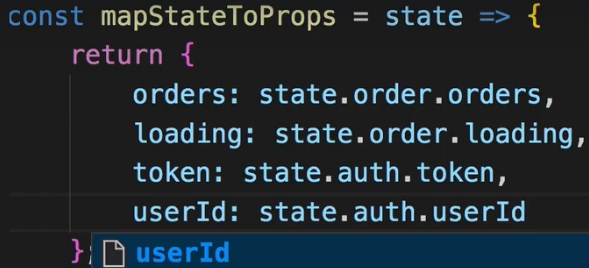 const mapStateToProps = state => {
return {
orders: state.order.orders,
loading: state.order.loading,
token: state.auth.token,
userId: state.auth.userId
};
userId